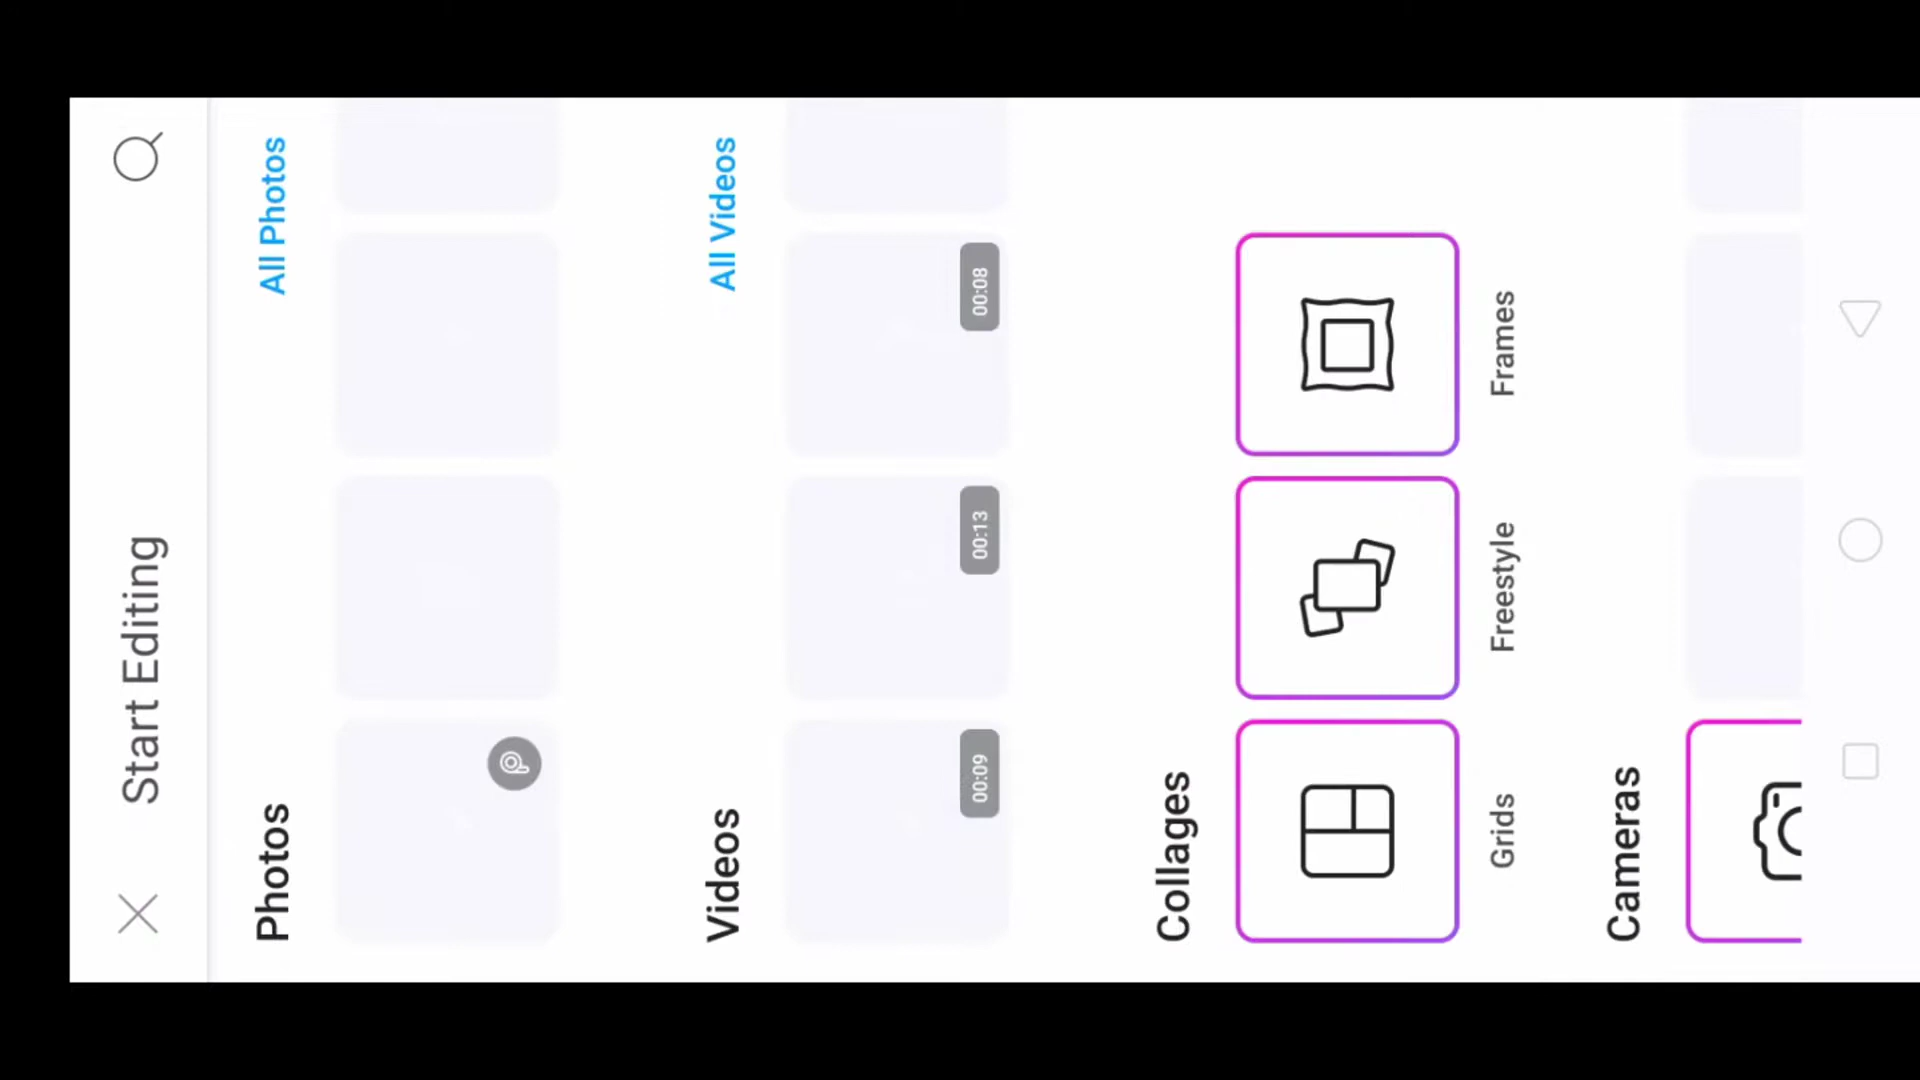 Start Editing
Photos
All Photos
Videos
All Videos
00:09
00:13
00:08
Collages
Grids
Freestyle
Frames
Cameras